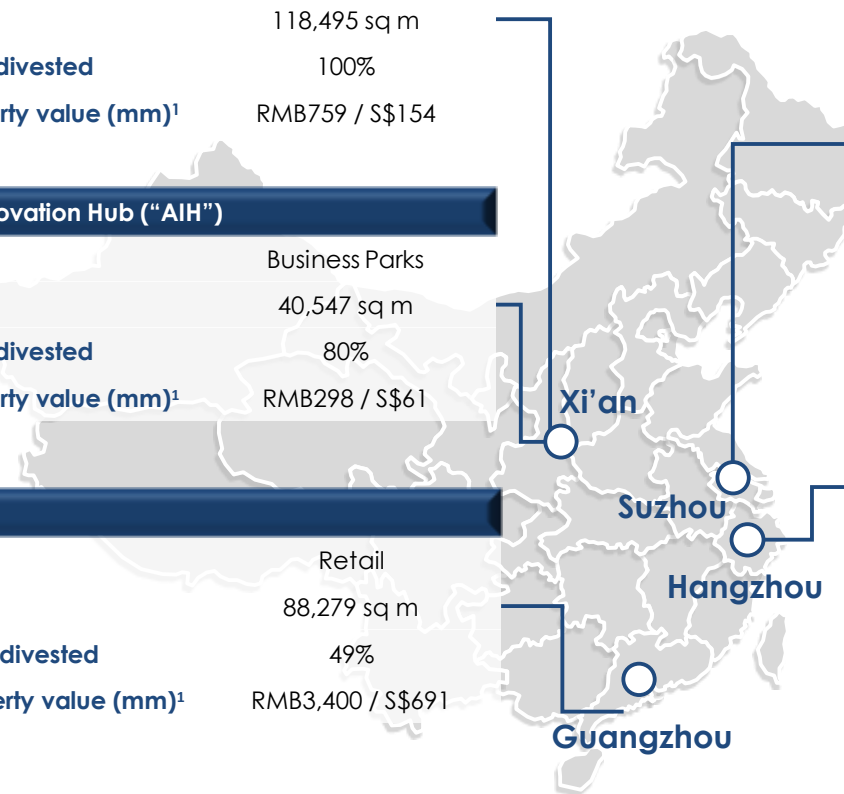 118,495 sq m
divested 100%
rty value (mm)¹ RMB759 / S$154
ovation Hub (“AIH”)
Business Parks
40,547 sq m
divested 80%
rty value (mm)¹ RMB298 / S$61
Xi’an
Suzhou
Hangzhou
Retail
88,279 sq m
divested 49%
erty value (mm)¹ RMB3,400 / S$691
Guangzhou